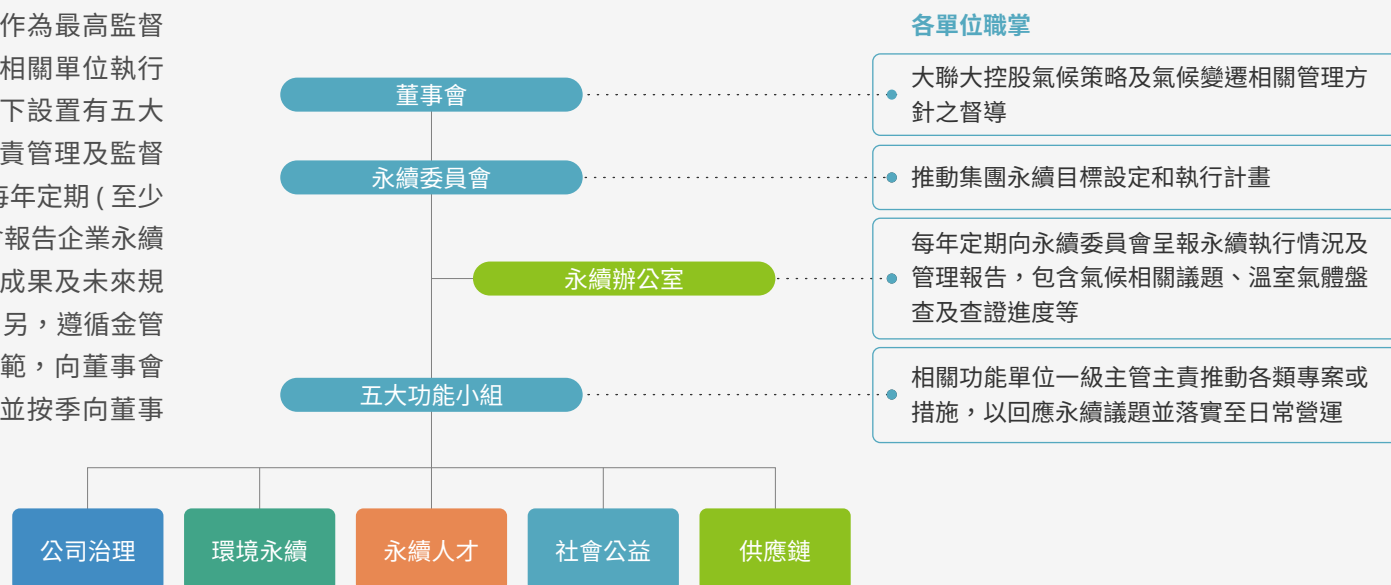 作為最高監督
相關單位執行
下設置有五大
責管理及監督
每年定期 ( 至少
報告企業永續
成果及未來規
另，遵循金管
範，向董事會
並按季向董事
各單位職掌
董事會
大聯大控股氣候策略及氣候變遷相關管理方
針之督導
永續委員會
推動集團永續目標設定和執行計畫
永續辦公室
每年定期向永續委員會呈報永續執行情況及
管理報告，包含氣候相關議題、溫室氣體盤
查及查證進度等
五大功能小組
相關功能單位一級主管主責推動各類專案或
措施，以回應永續議題並落實至日常營運
公司治理
環境永續
永續人才
社會公益
供應鏈